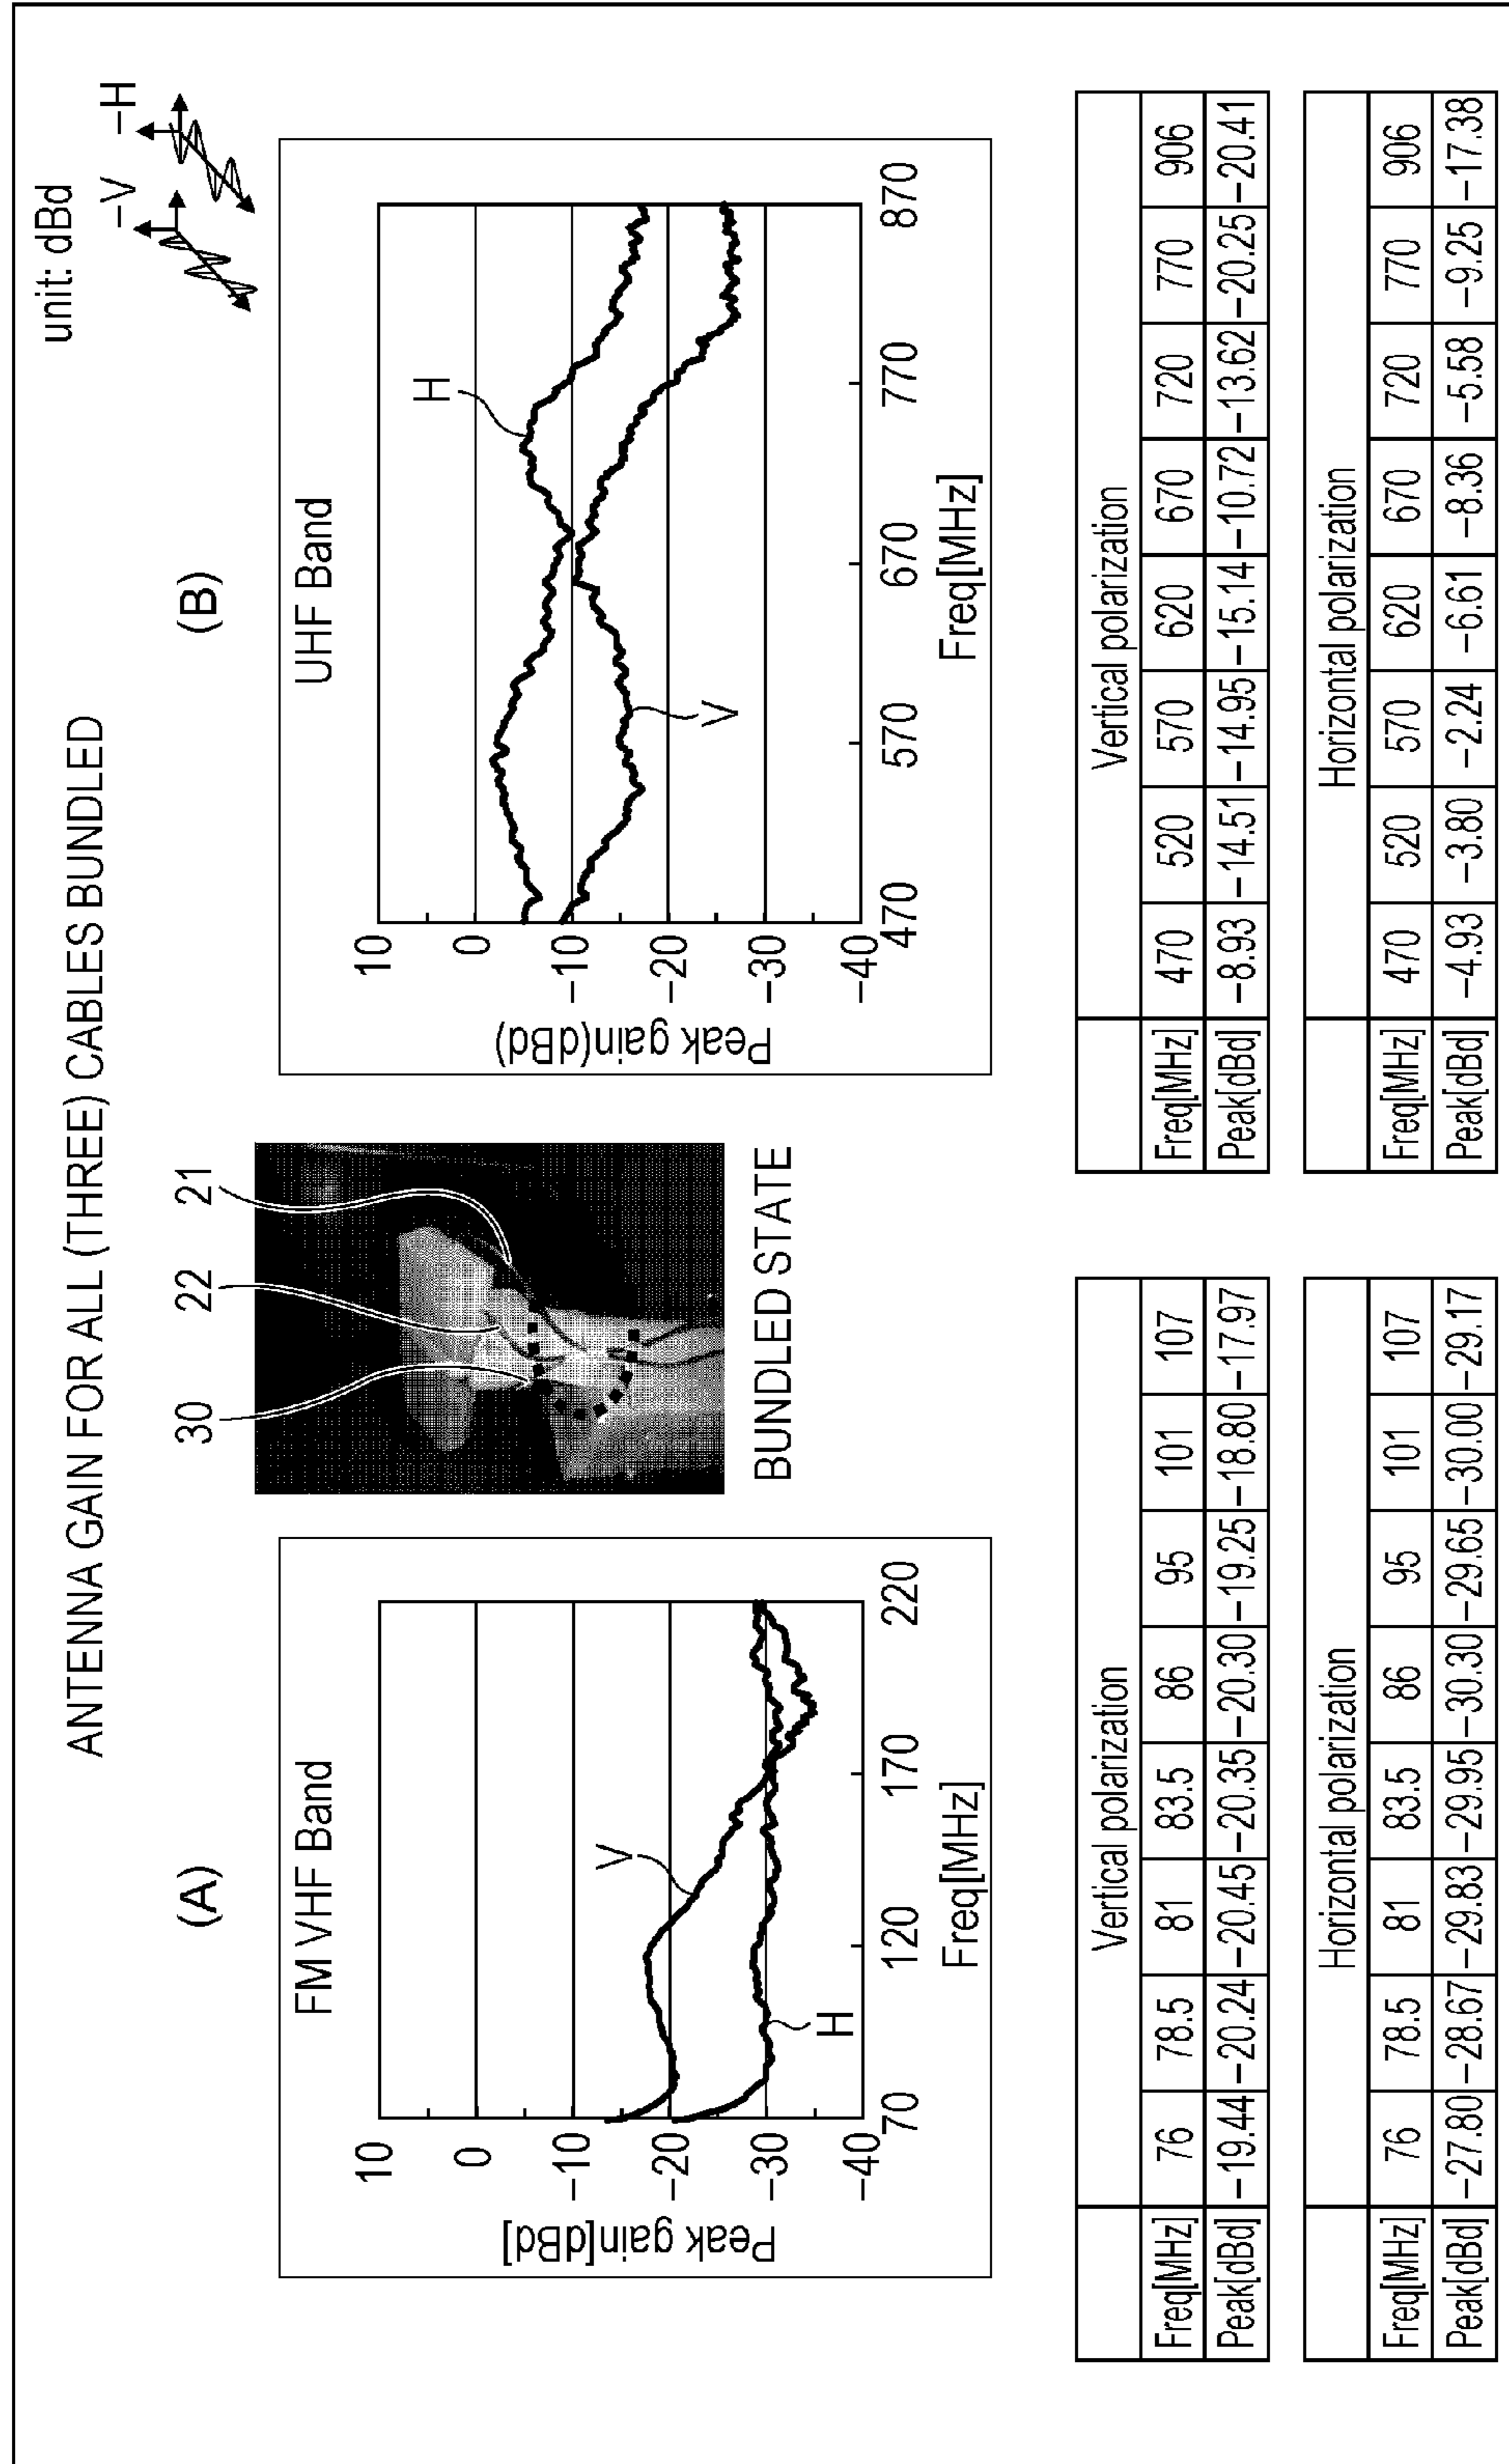 ANTENNA GAIN FOR ALL (THREE) CABLES BUNDLED
unit: dBd
–V –H
(A)
FM VHF Band
10
0
–10
–20
–30
–40
Peak gain[dBd]
70 120 170 220
Freq[MHz]
V
H
30 22 21
BUNDLED STATE
(B)
UHF Band
10
0
–10
–20
–30
–40
Peak gain(dBd)
470 570 670 770 870
Freq[MHz]
H
V
Vertical polarization
Freq[MHz] 76 78.5 81 83.5 86 95 101 107
Peak[dBd] –19.44 –20.24 –20.45 –20.35 –20.30 –19.25 –18.80 –17.97
Horizontal polarization
Freq[MHz] 76 78.5 81 83.5 86 95 101 107
Peak[dBd] –27.80 –28.67 –29.83 –29.95 –30.30 –29.65 –30.00 –29.17
Vertical polarization
Freq[MHz] 470 520 570 620 670 720 770 906
Peak[dBd] –8.93 –14.51 –14.95 –15.14 –10.72 –13.62 –20.25 –20.41
Horizontal polarization
Freq[MHz] 470 520 570 620 670 720 770 906
Peak[dBd] –4.93 –3.80 –2.24 –6.61 –8.36 –5.58 –9.25 –17.38